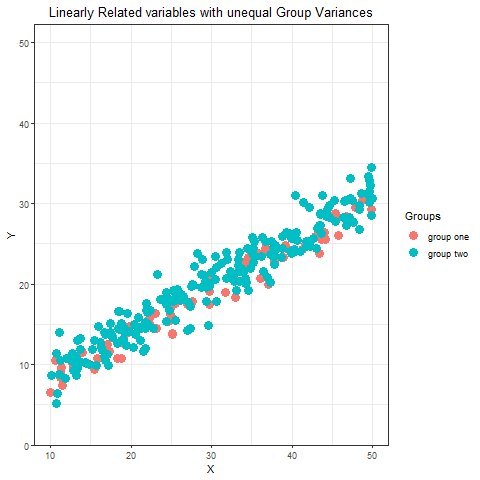 Linearly Related variables with unequal Group Variances
50
40
30
20
10
0
Y
10 20 30 40 50
X
Groups
group one
group two